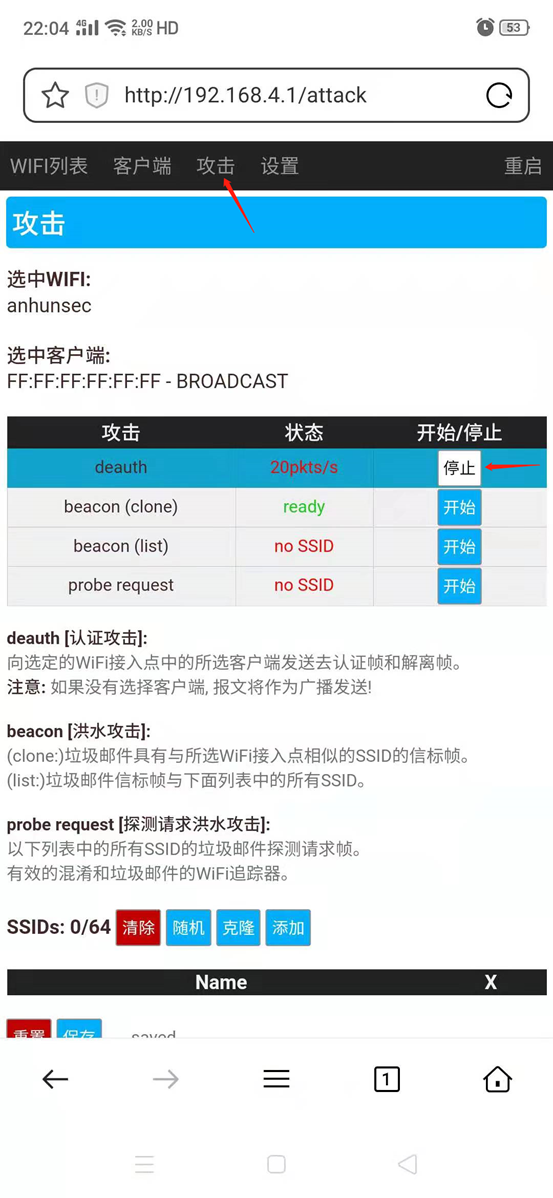 22:04 4G 2.00 KB/S HD 53
http://192.168.4.1/attack
WIFI列表 客户端 攻击 设置 重启
攻击
选中WIFI:
anhunsec
选中客户端:
FF:FF:FF:FF:FF:FF - BROADCAST
攻击 状态 开始/停止
deauth 20pkts/s 停止
beacon (clone) ready 开始
beacon (list) no SSID 开始
probe request no SSID 开始
deauth [认证攻击]:
向选定的WiFi接入点中的所选客户端发送去认证帧和解离帧。
注意: 如果没有选择客户端, 报文将作为广播发送!
beacon [洪水攻击]:
(clone:)垃圾邮件具有与所选WiFi接入点相似的SSID的信标帧。
(list:)垃圾邮件信标帧与下面列表中的所有SSID。
probe request [探测请求洪水攻击]:
以下列表中的所有SSID的垃圾邮件探测请求帧。
有效的混淆和垃圾邮件的WiFi追踪器。
SSIDs: 0/64 清除 随机 克隆 添加
Name X
重置 保存 saved
1